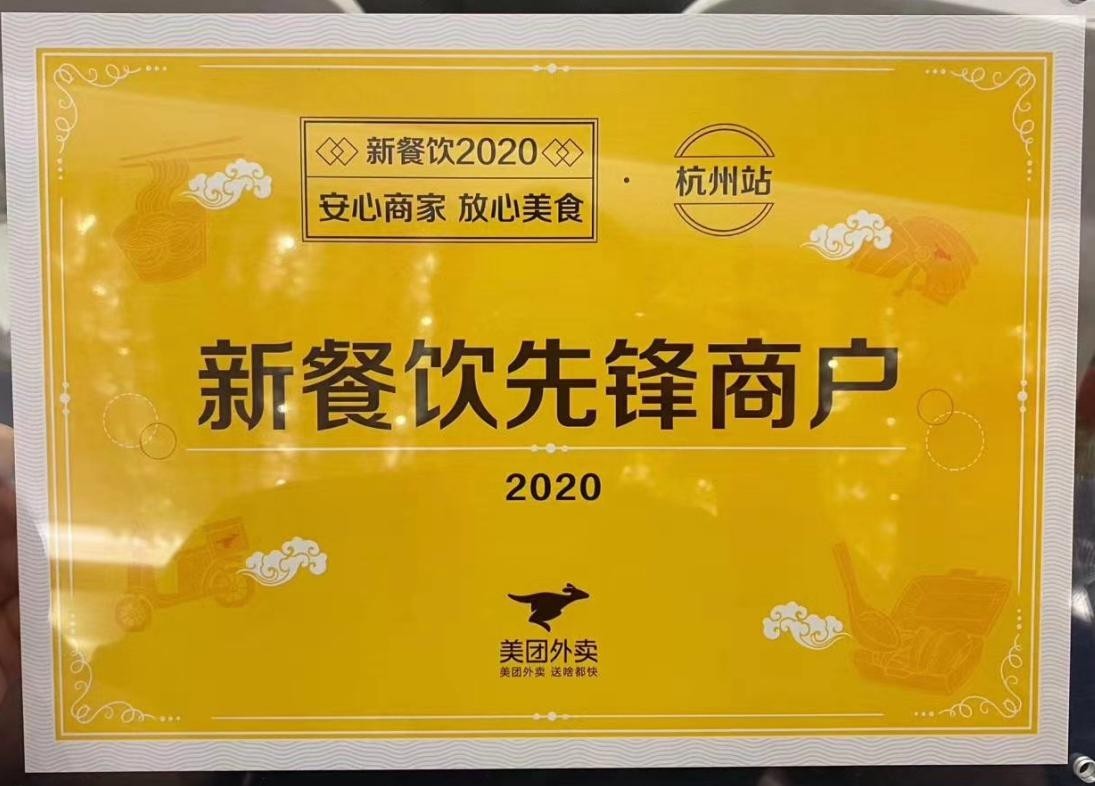 新餐饮2020
安心商家 放心美食
·
杭州站
新餐饮先锋商户
2020
美团外卖
美团外卖 送啥都快